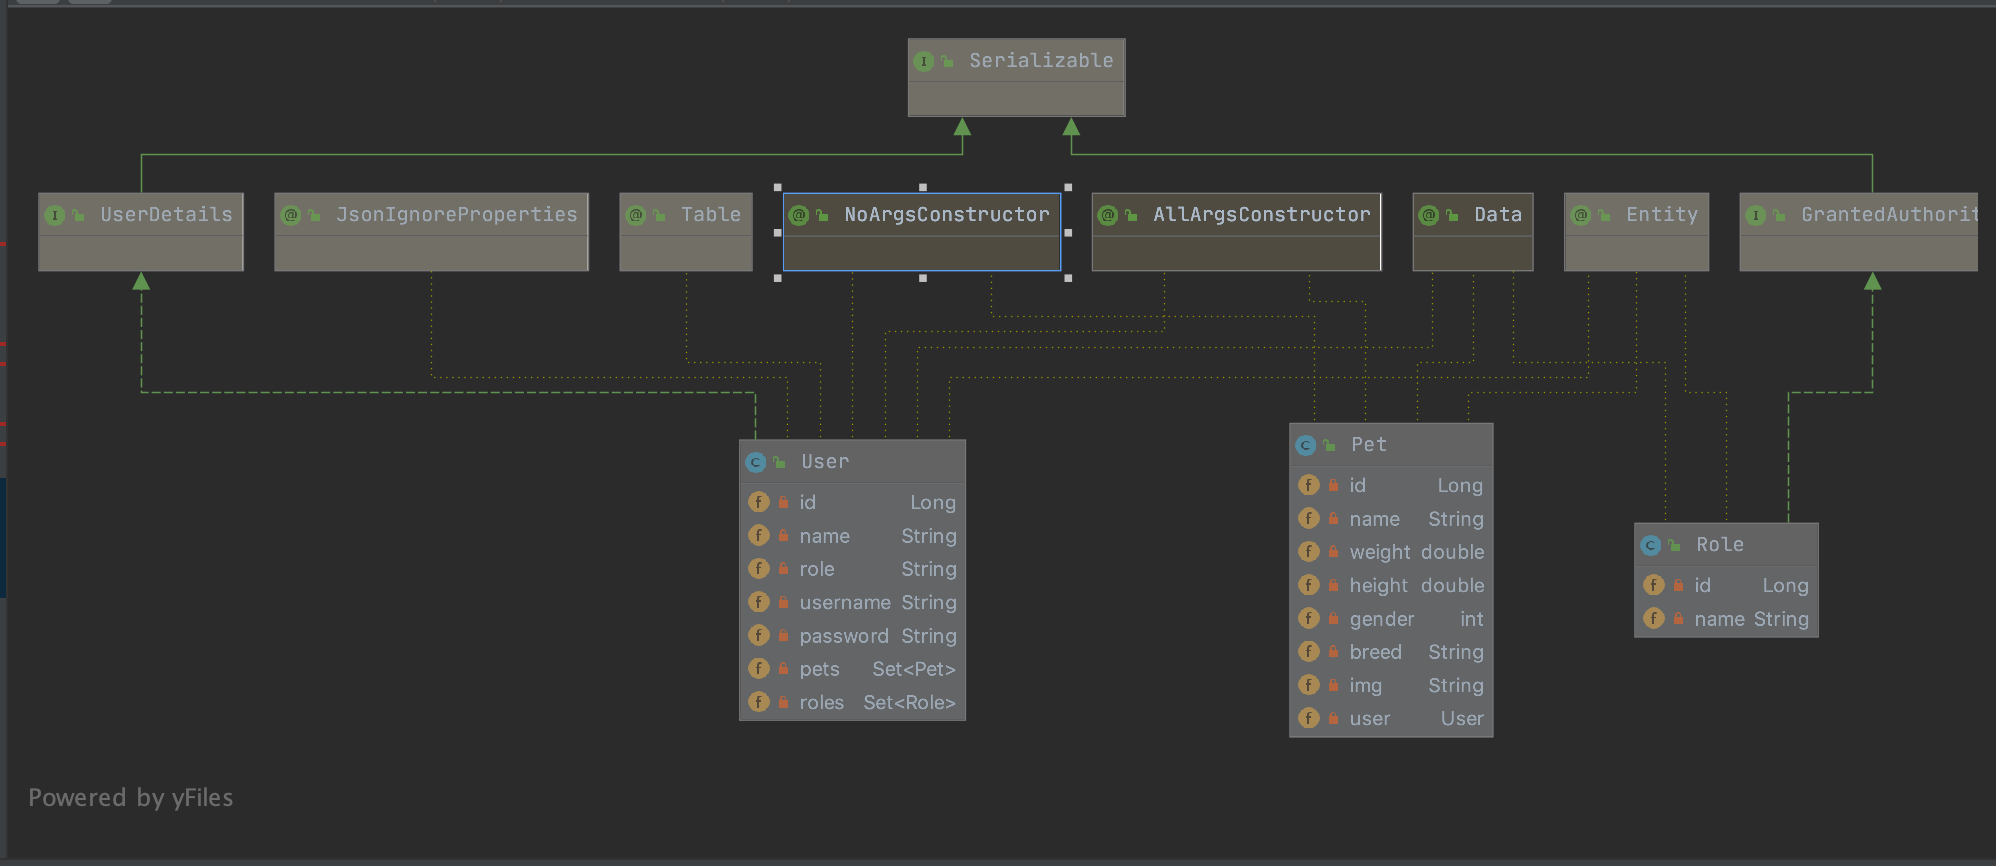 Serializable
UserDetails
JsonIgnoreProperties
Table
NoArgsConstructor
AllArgsConstructor
Data
Entity
GrantedAuthorit
User
id Long
name String
role String
username String
password String
pets Set<Pet>
roles Set<Role>
Pet
id Long
name String
weight double
height double
gender int
breed String
img String
user User
Role
id Long
name String
Powered by yFiles